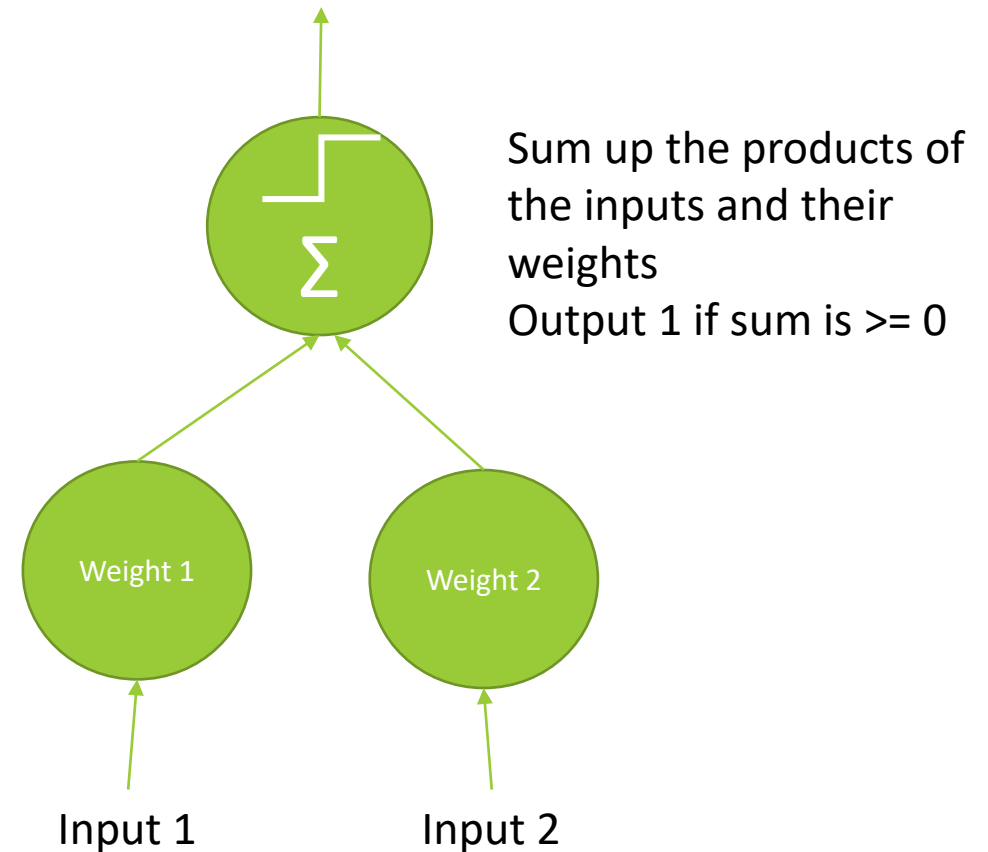 Σ
Sum up the products of
the inputs and their
weights
Output 1 if sum is >= 0
Weight 1
Weight 2
Input 1
Input 2